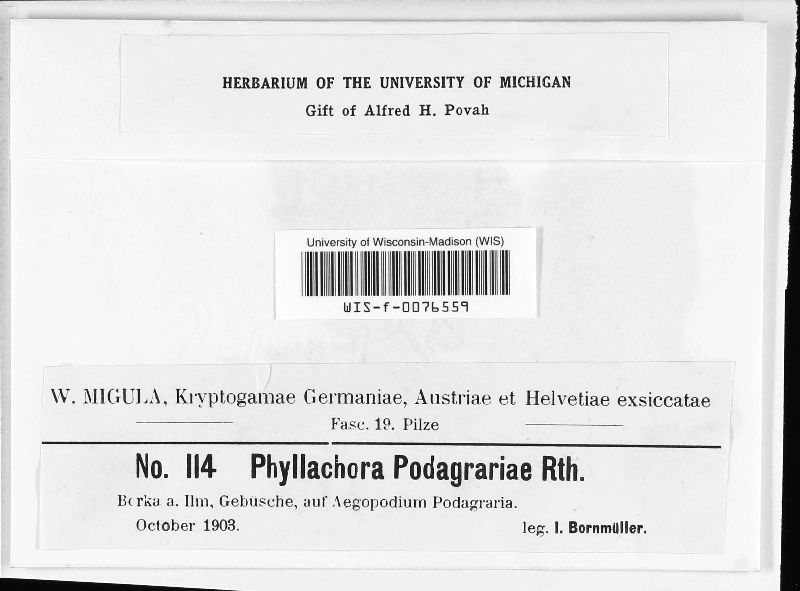 HERBARIUM OF THE UNIVERSITY OF MICHIGAN
Gift of Alfred H. Povah
University of Wisconsin-Madison (WIS)
WIS-f-0076559
W. MIGULA, Kryptogamae Germaniae, Austriae et Helvetiae exsiccatae
Fasc. 19. Pilze
No. 114 Phyllachora Podagrariae Rth.
Berka a. Ilm, Gebüsche, auf Aegopodium Podagraria.
October 1903.
leg. I. Bornmüller.